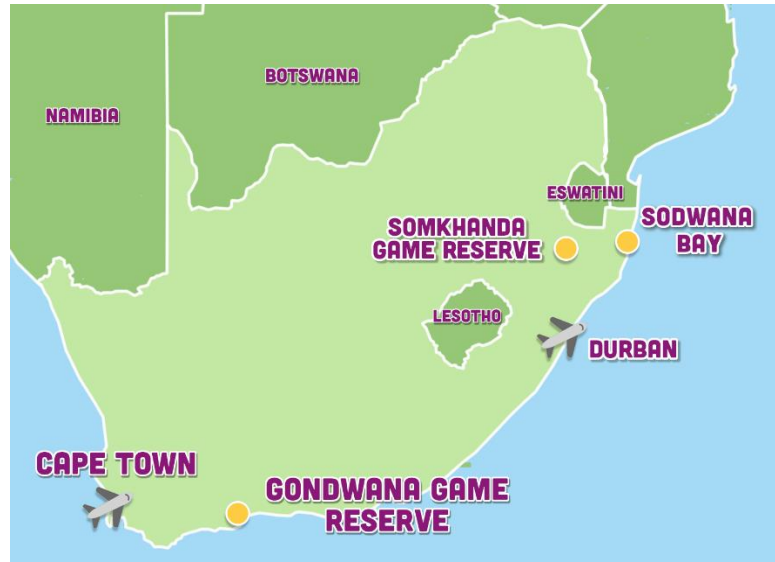 BOTSWANA
NAMIBIA
ESWATINI
SOMKHANDA
GAME RESERVE
SODWANA
BAY
LESOTHO
DURBAN
CAPE TOWN
GONDWANA GAME
RESERVE